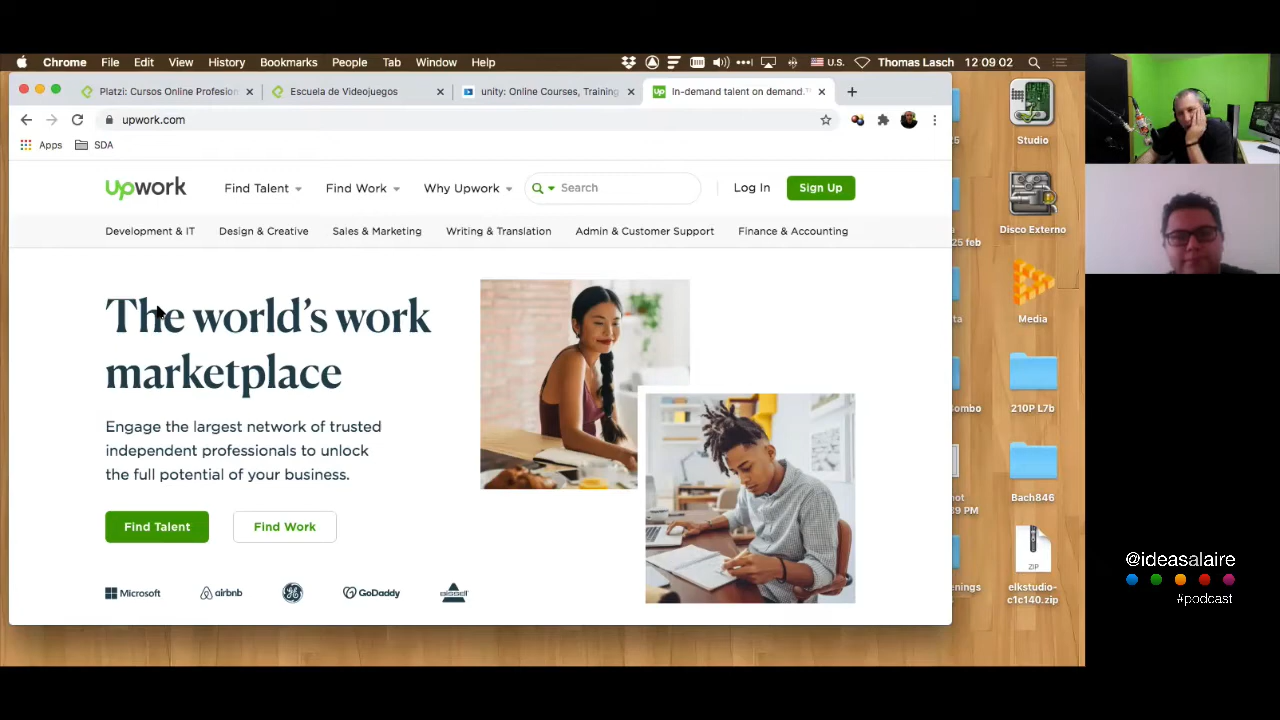 Chrome File Edit View History Bookmarks People Tab Window Help U.S. Thomas Lasch 12 09 02
Platzi: Cursos Online Profesion
Escuela de Videojuegos
unity: Online Courses, Training
In-demand talent on demand.
upwork.com
Apps
SDA
upwork
Find Talent
Find Work
Why Upwork
Search
Log In
Sign Up
Development & IT
Design & Creative
Sales & Marketing
Writing & Translation
Admin & Customer Support
Finance & Accounting
The world's work
marketplace
Engage the largest network of trusted
independent professionals to unlock
the full potential of your business.
Find Talent
Find Work
Microsoft
airbnb
GoDaddy
Studio
Disco Externo
25 feb
Media
210P L7b
Bach846
ZIP
elkstudio-
c1c140.zip
@ideasalaire
#podcast